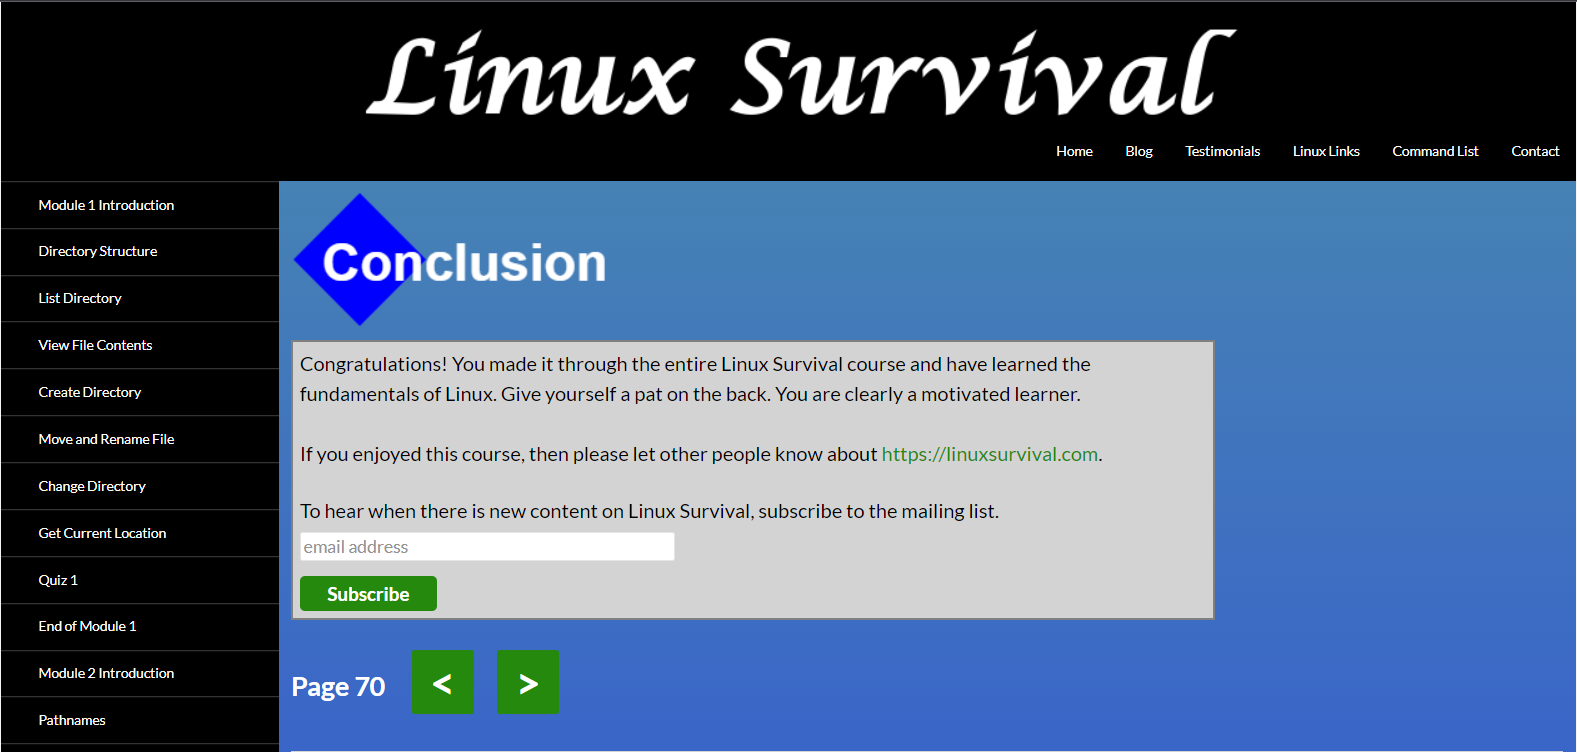 Linux Survival
Home
Blog
Testimonials
Linux Links
Command List
Contact
Module 1 Introduction
Directory Structure
List Directory
View File Contents
Create Directory
Move and Rename File
Change Directory
Get Current Location
Quiz 1
End of Module 1
Module 2 Introduction
Pathnames
Conclusion
Congratulations! You made it through the entire Linux Survival course and have learned the
fundamentals of Linux. Give yourself a pat on the back. You are clearly a motivated learner.
If you enjoyed this course, then please let other people know about https://linuxsurvival.com.
To hear when there is new content on Linux Survival, subscribe to the mailing list.
email address
Subscribe
Page 70 < >